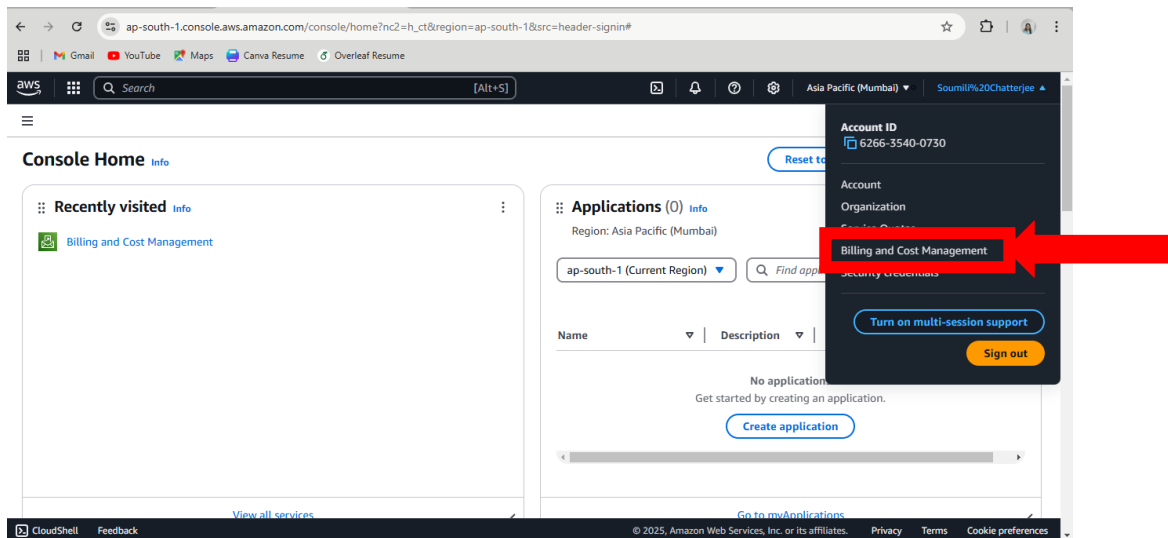 ap-south-1.console.aws.amazon.com/console/home?nc2=h_ct&region=ap-south-1&src=header-signin#
Gmail YouTube Maps Canva Resume Overleaf Resume
aws Search [Alt+S] Asia Pacific (Mumbai) Soumili%20Chatterjee
Account ID
6266-3540-0730
Console Home Info
Reset to
Account
Organization
Service Quotas
Billing and Cost Management
Security credentials
Turn on multi-session support
Sign out
Recently visited Info
Billing and Cost Management
View all services
Applications (0) Info
Region: Asia Pacific (Mumbai)
ap-south-1 (Current Region) Find
Name Description
No application
Get started by creating an application.
Create application
Go to myApplications
CloudShell Feedback © 2025, Amazon Web Services, Inc. or its affiliates. Privacy Terms Cookie preferences